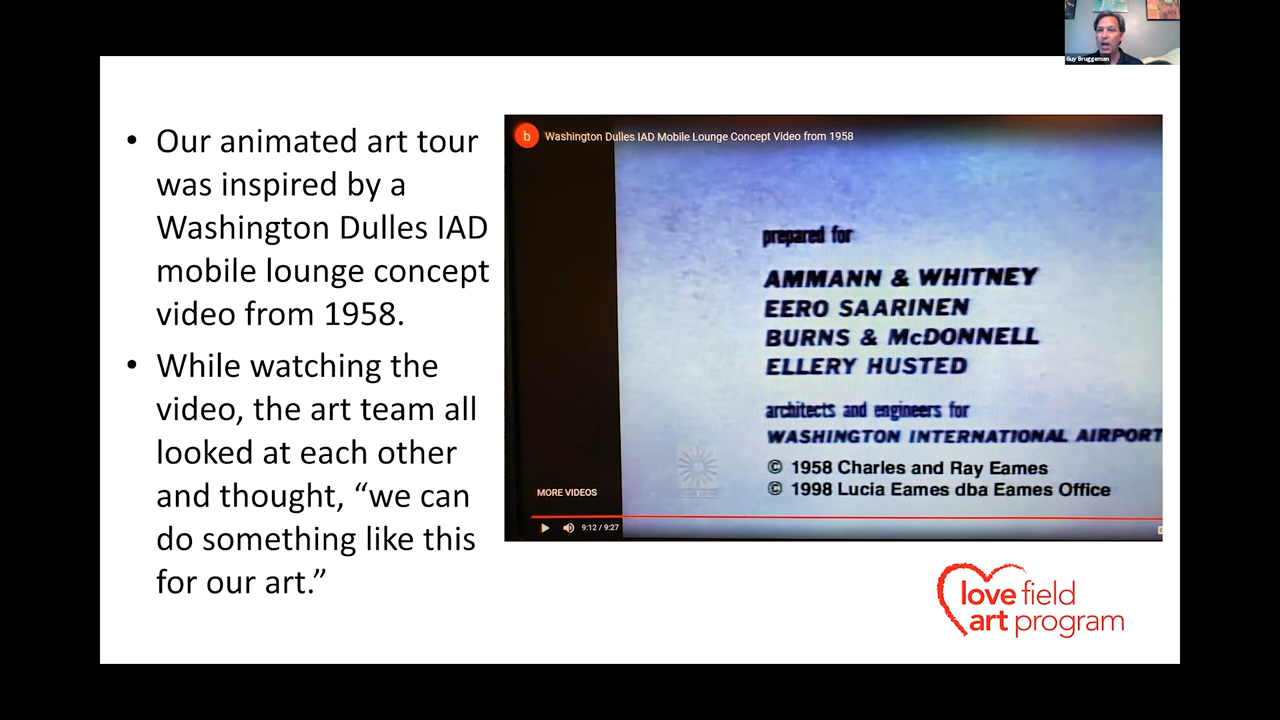 Guy Bruggeman
• Our animated art tour
was inspired by a
Washington Dulles IAD
mobile lounge concept
video from 1958.
• While watching the
video, the art team all
looked at each other
and thought, “we can
do something like this
for our art.”
b
Washington Dulles IAD Mobile Lounge Concept Video from 1958
prepared for
AMMANN & WHITNEY
EERO SAARINEN
BURNS & McDONNELL
ELLERY HUSTED
architects and engineers for
WASHINGTON INTERNATIONAL AIRPORT
© 1958 Charles and Ray Eames
© 1998 Lucia Eames dba Eames Office
MORE VIDEOS
9:12 / 9:27
love field
art program